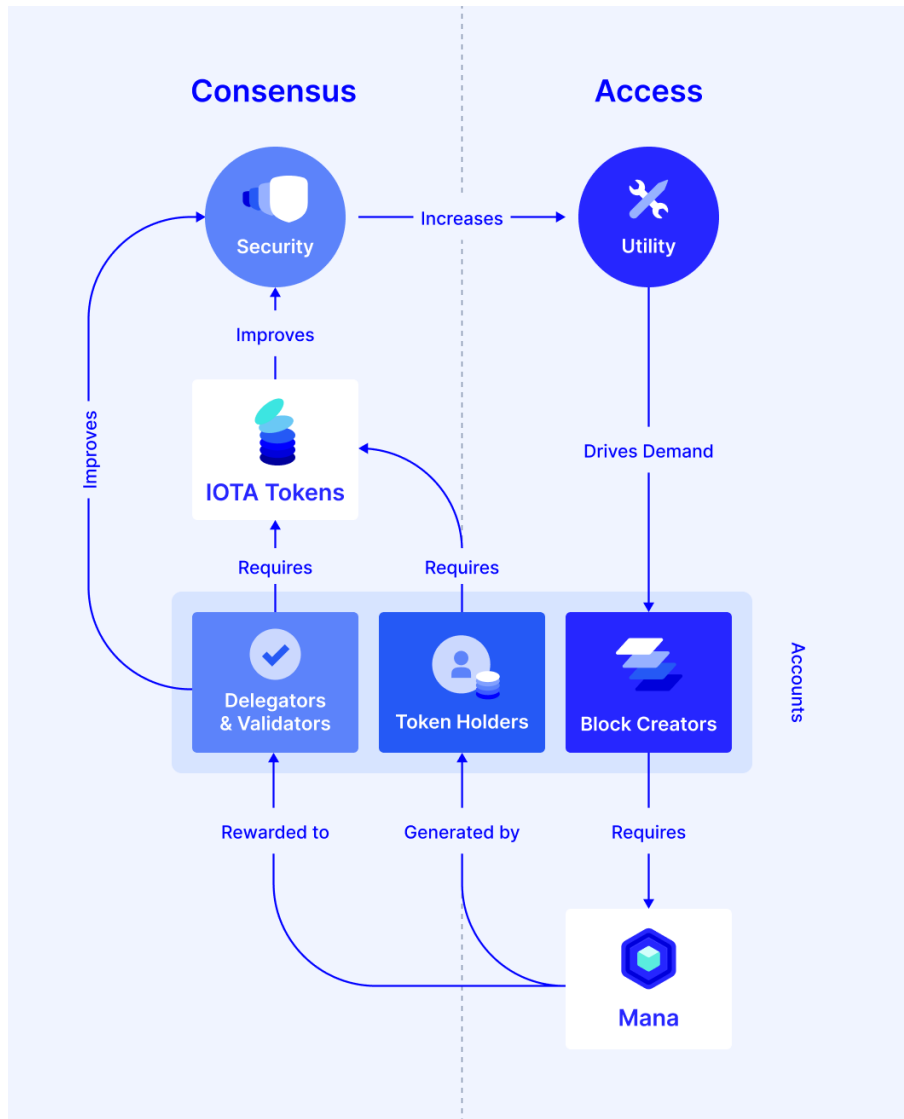 Consensus
Access
Security
Increases
Utility
Improves
Improves
Drives Demand
IOTA Tokens
Requires
Requires
Delegators
& Validators
Token Holders
Block Creators
Accounts
Rewarded to
Generated by
Requires
Mana